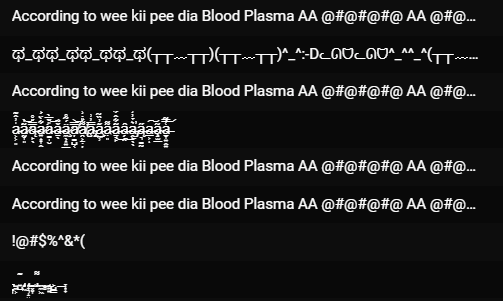 According to wee kii pee dia Blood Plasma AA @#@#@#@ AA @#@...
ಥ_ಥಥ_ಥಥ_ಥಥ_ಥ(┬┬﹏┬┬)(┬┬﹏┬┬)^_^:-Dᓚᘏᗢᓚᘏᗢ^_^^_^(┬┬﹏...
According to wee kii pee dia Blood Plasma AA @#@#@#@ AA @#@...
According to wee kii pee dia Blood Plasma AA @#@#@#@ AA @#@...
According to wee kii pee dia Blood Plasma AA @#@#@#@ AA @#@...
!@#$%^&*(